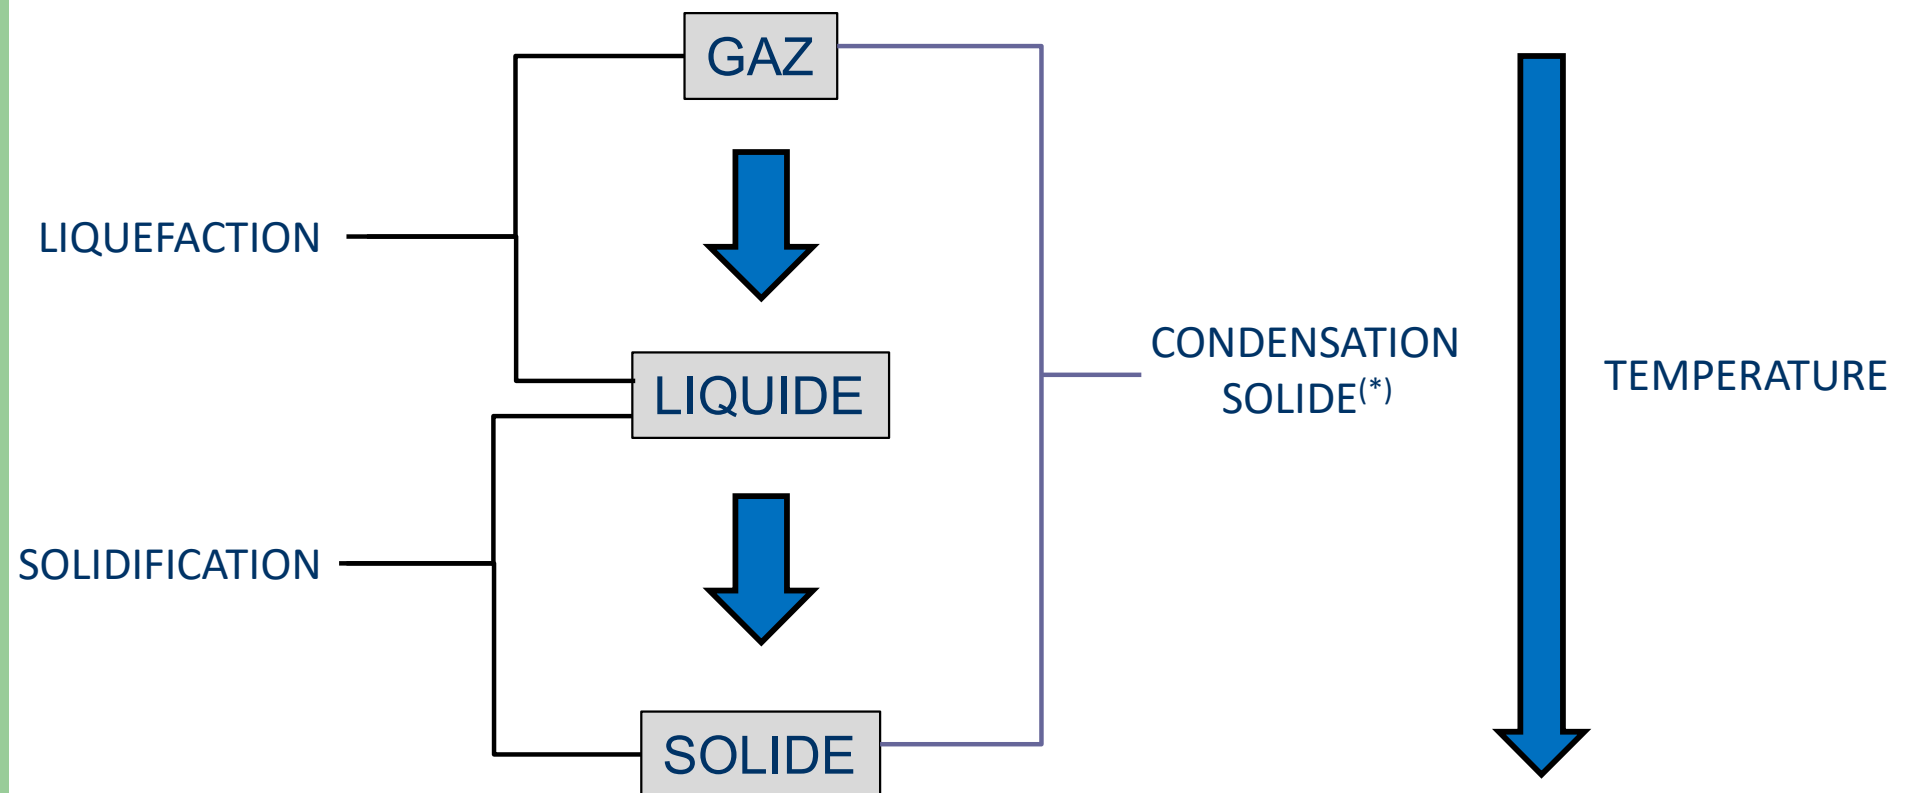 GAZ
LIQUEFACTION
CONDENSATION
SOLIDE(*)
TEMPERATURE
LIQUIDE
SOLIDIFICATION
SOLIDE